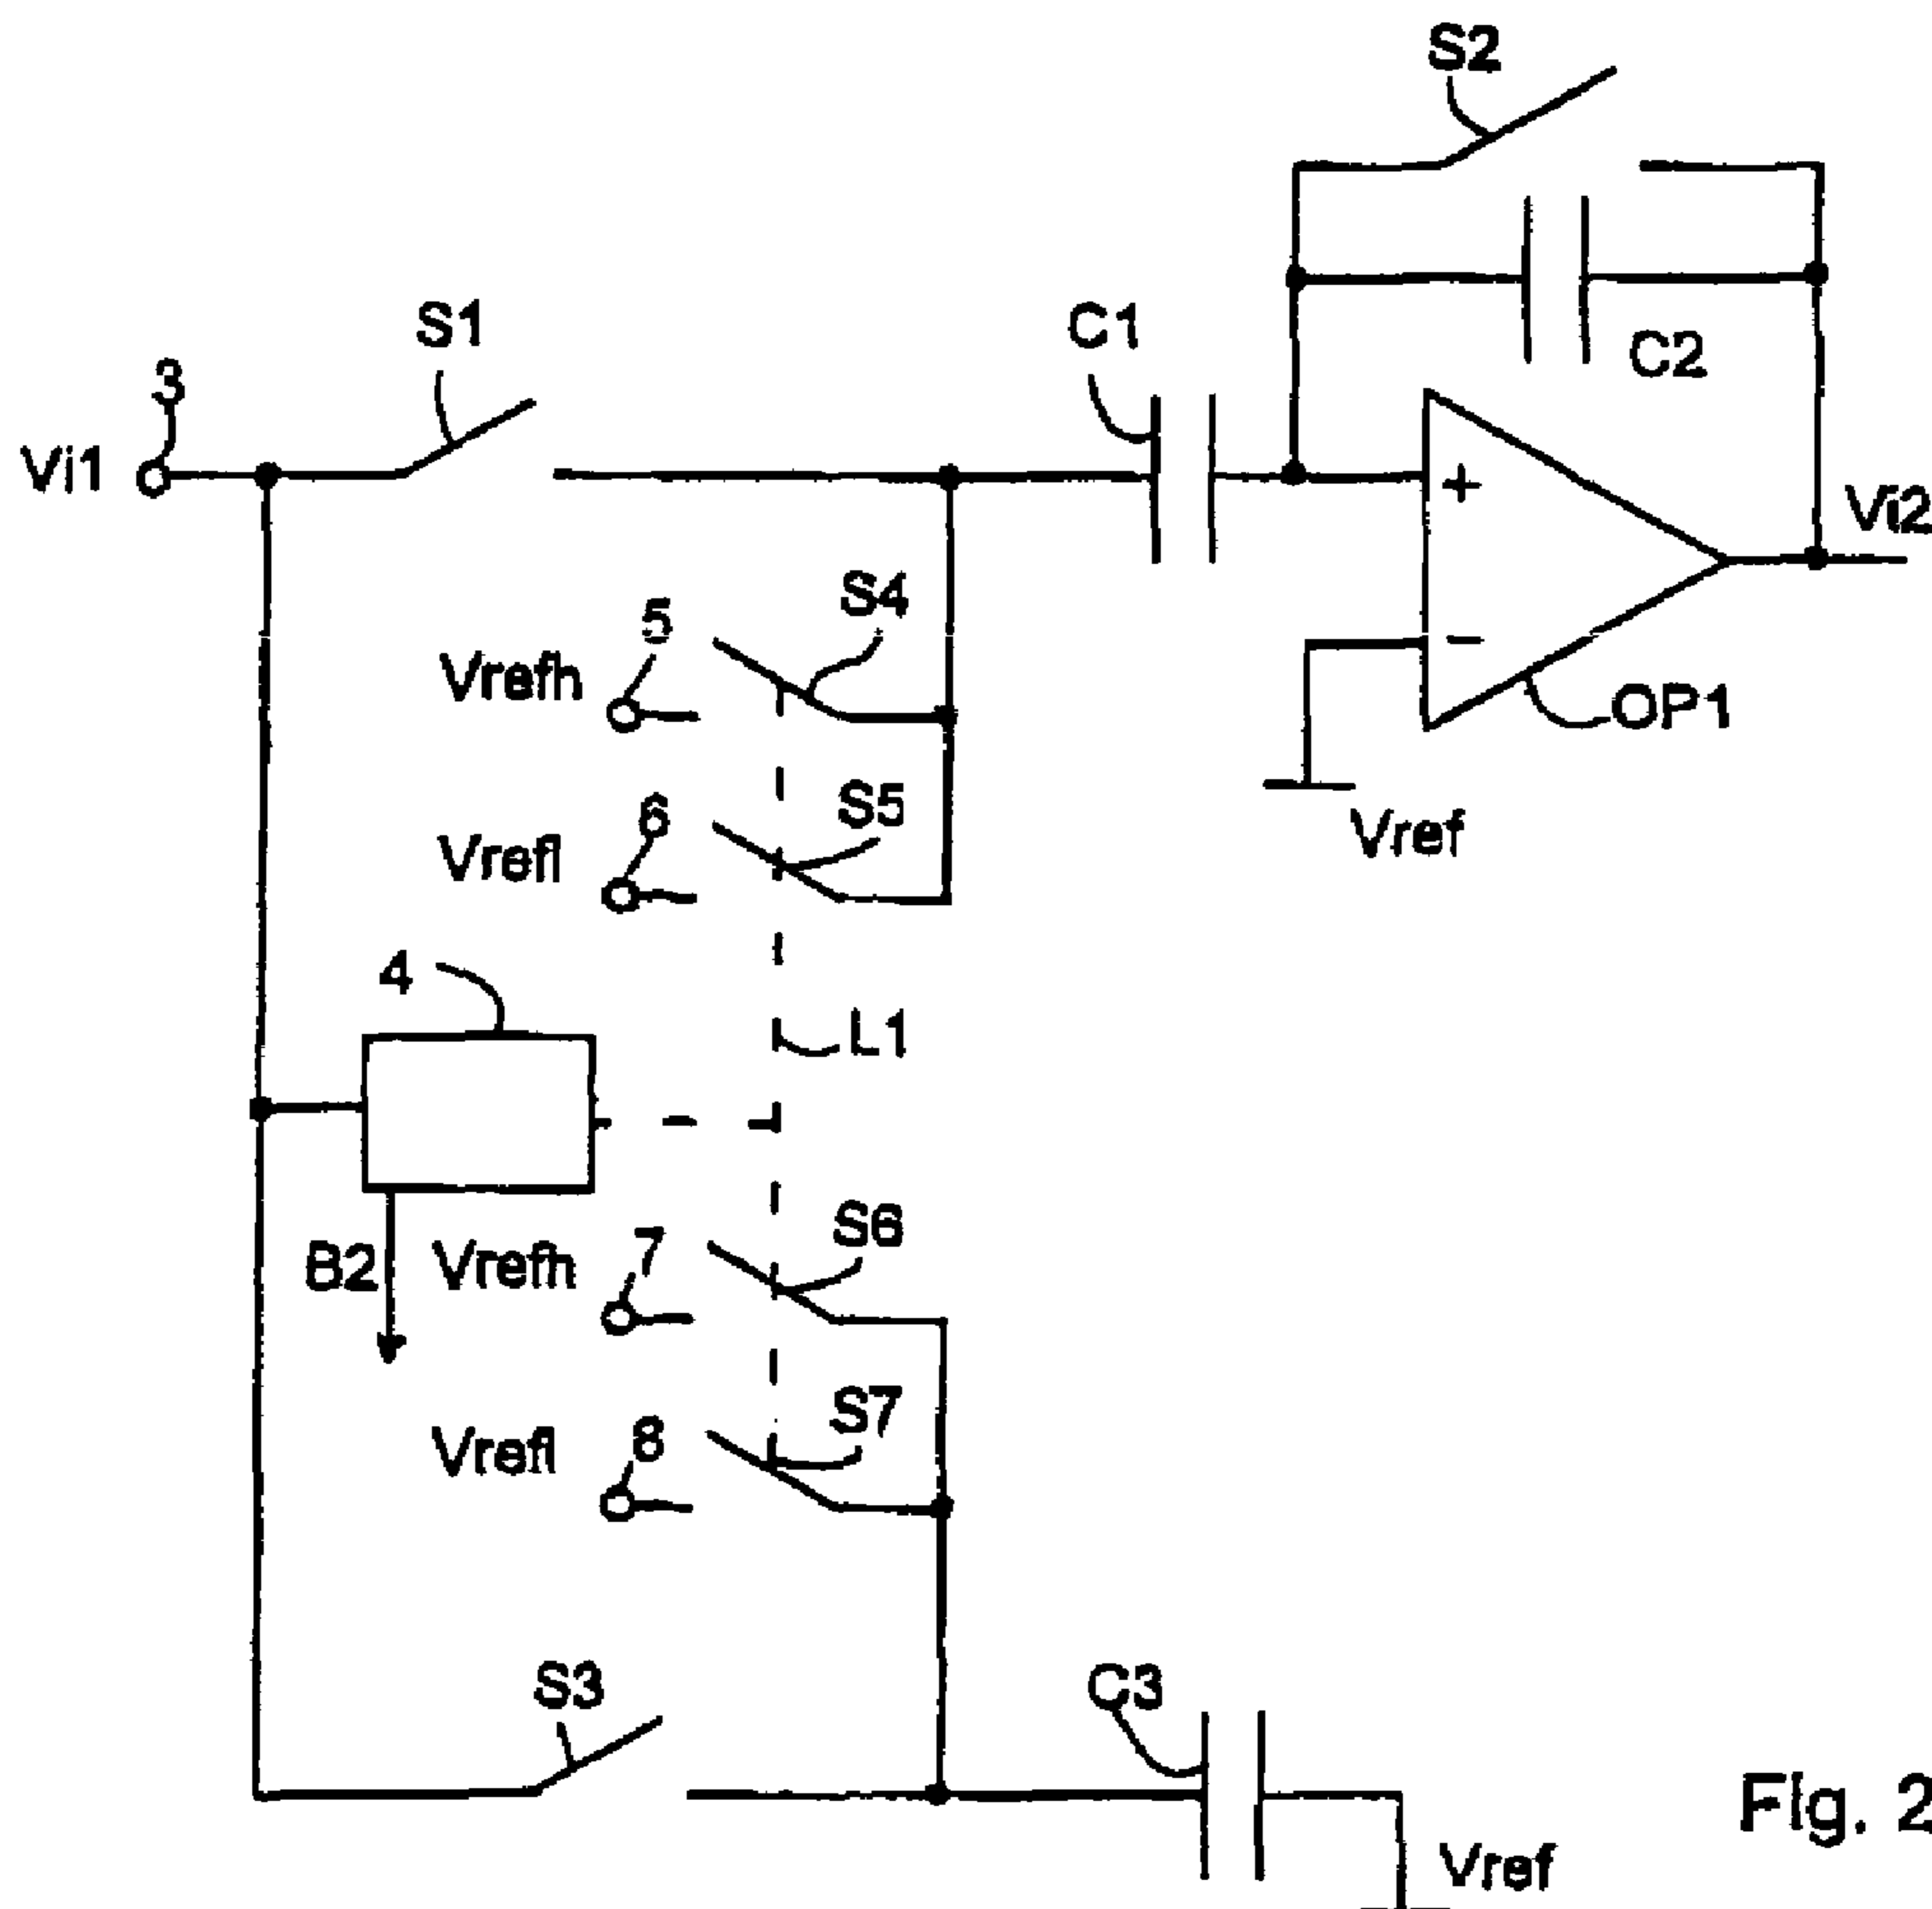 S2
S1
C1
C2
3
Vi1
+
Vi2
S4
5
Vrefh
−
OP1
S5
6
Vrefl
Vref
4
L1
S6
7
B2
Vrefh
S7
8
Vrefl
S3
C3
Fig. 2
Vref